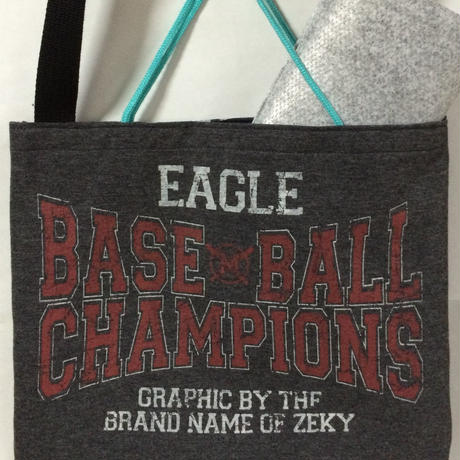 EAGLE
BASE M BALL
CHAMPIONS
GRAPHIC BY THE
BRAND NAME OF ZEKY